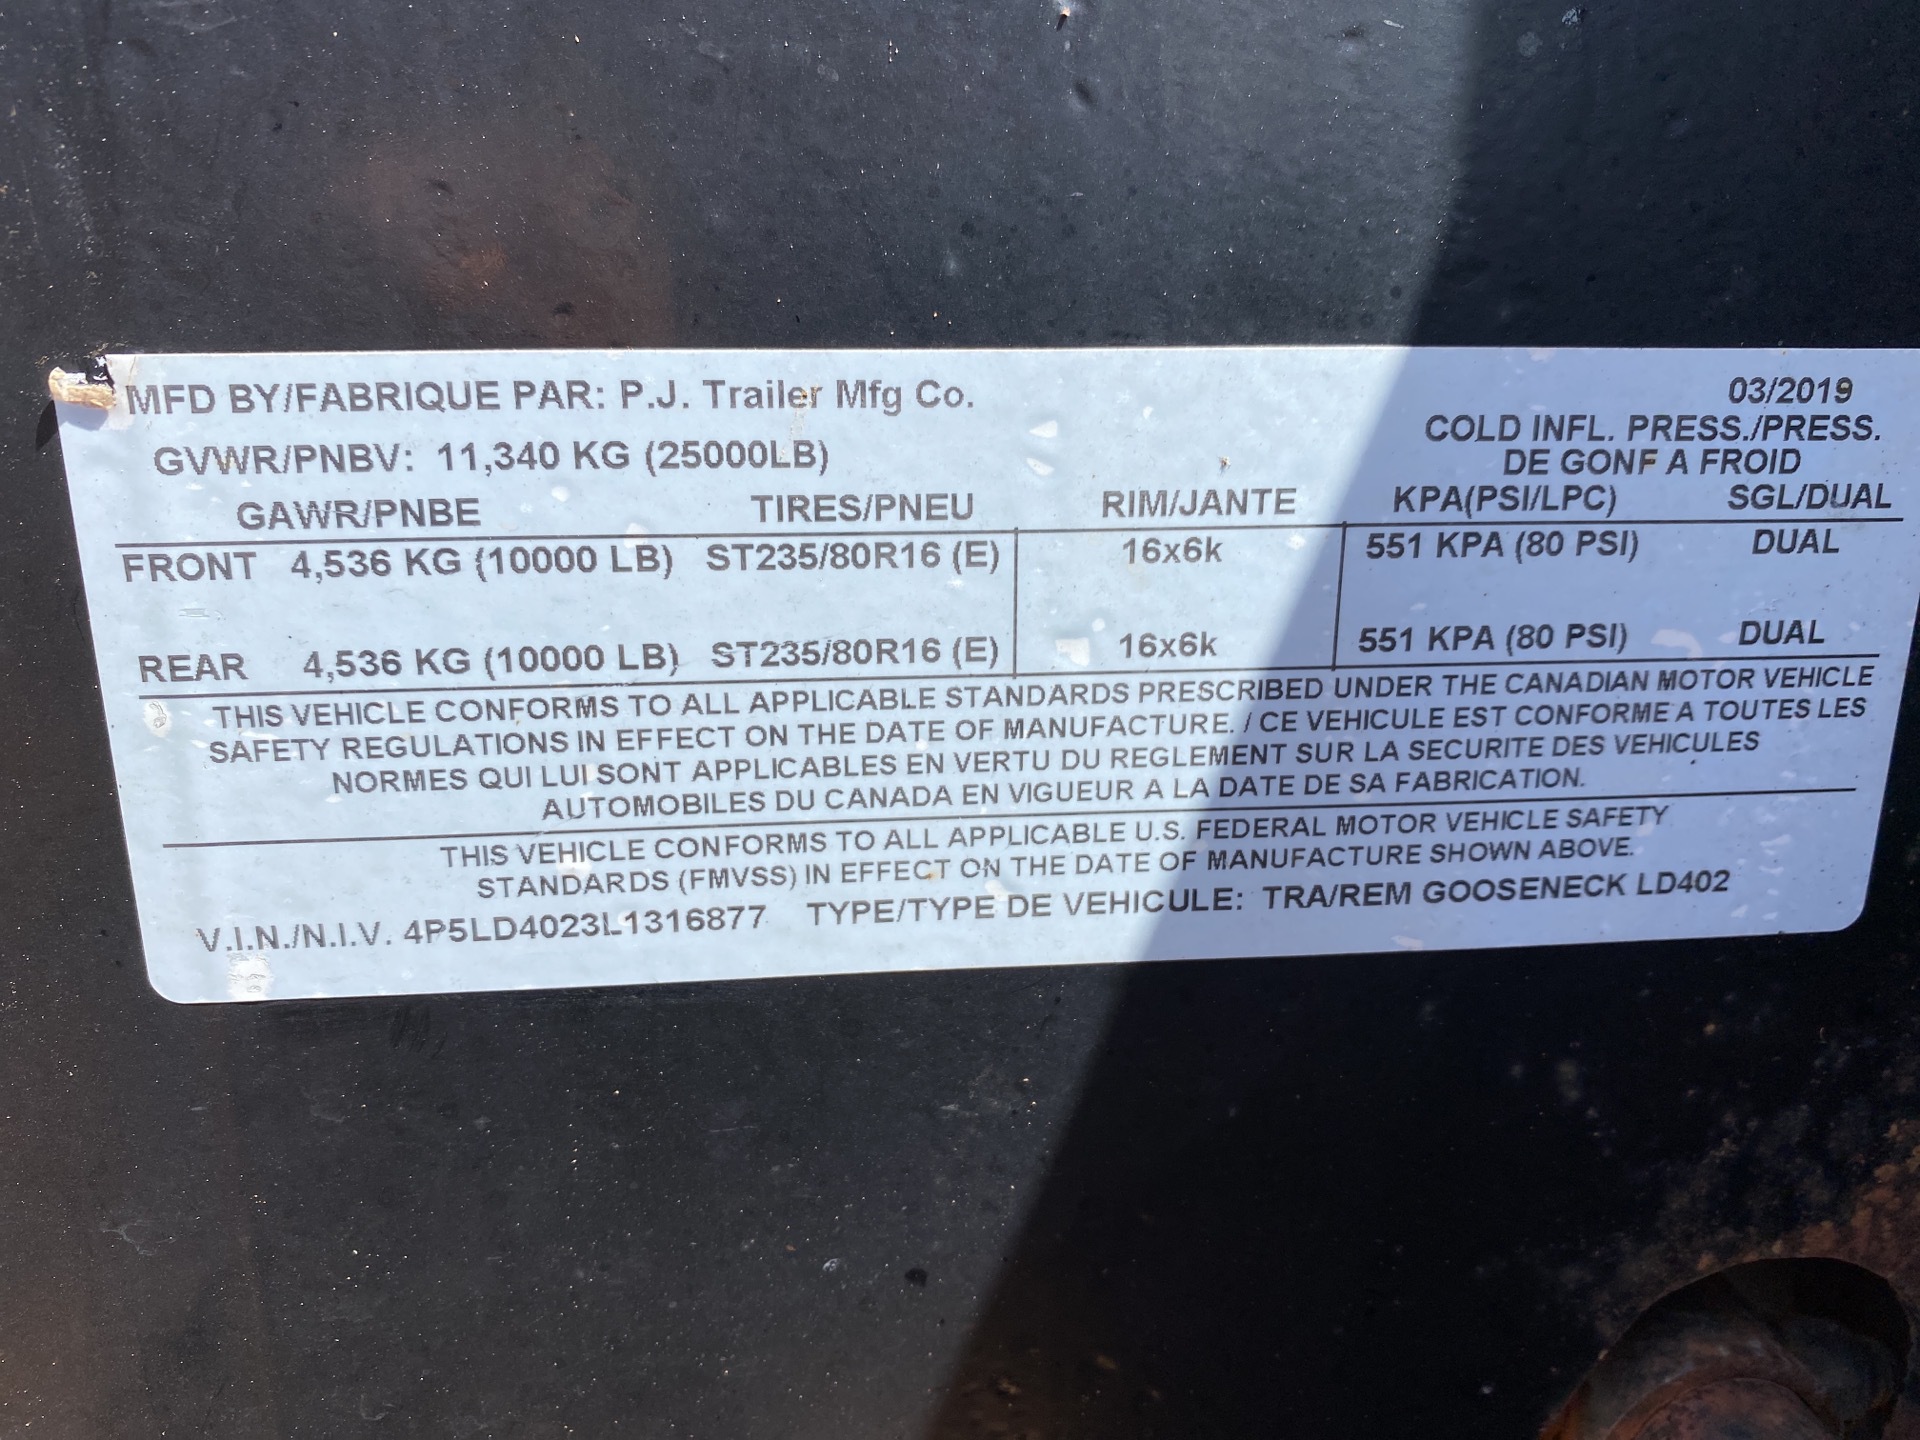 MFD BY/FABRIQUE PAR: P.J. Trailer Mfg Co. 03/2019
GVWR/PNBV: 11,340 KG (25000LB) COLD INFL. PRESS./PRESS.
DE GONF A FROID
GAWR/PNBE TIRES/PNEU RIM/JANTE KPA(PSI/LPC) SGL/DUAL
FRONT 4,536 KG (10000 LB) ST235/80R16 (E) 16x6k 551 KPA (80 PSI) DUAL
REAR 4,536 KG (10000 LB) ST235/80R16 (E) 16x6k 551 KPA (80 PSI) DUAL
THIS VEHICLE CONFORMS TO ALL APPLICABLE STANDARDS PRESCRIBED UNDER THE CANADIAN MOTOR VEHICLE
SAFETY REGULATIONS IN EFFECT ON THE DATE OF MANUFACTURE. / CE VEHICULE EST CONFORME A TOUTES LES
NORMES QUI LUI SONT APPLICABLES EN VERTU DU REGLEMENT SUR LA SECURITE DES VEHICULES
AUTOMOBILES DU CANADA EN VIGUEUR A LA DATE DE SA FABRICATION.
THIS VEHICLE CONFORMS TO ALL APPLICABLE U.S. FEDERAL MOTOR VEHICLE SAFETY
STANDARDS (FMVSS) IN EFFECT ON THE DATE OF MANUFACTURE SHOWN ABOVE.
V.I.N./N.I.V. 4P5LD4023L1316877 TYPE/TYPE DE VEHICULE: TRA/REM GOOSENECK LD402